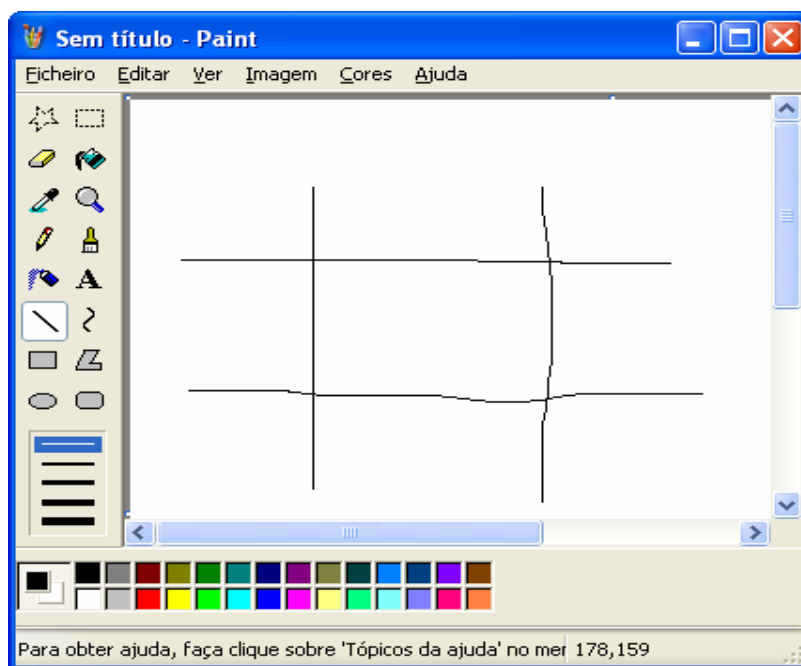 Sem título - Paint
Ficheiro Editar Ver Imagem Cores Ajuda
A
Para obter ajuda, faça clique sobre 'Tópicos da ajuda' no mer 178,159